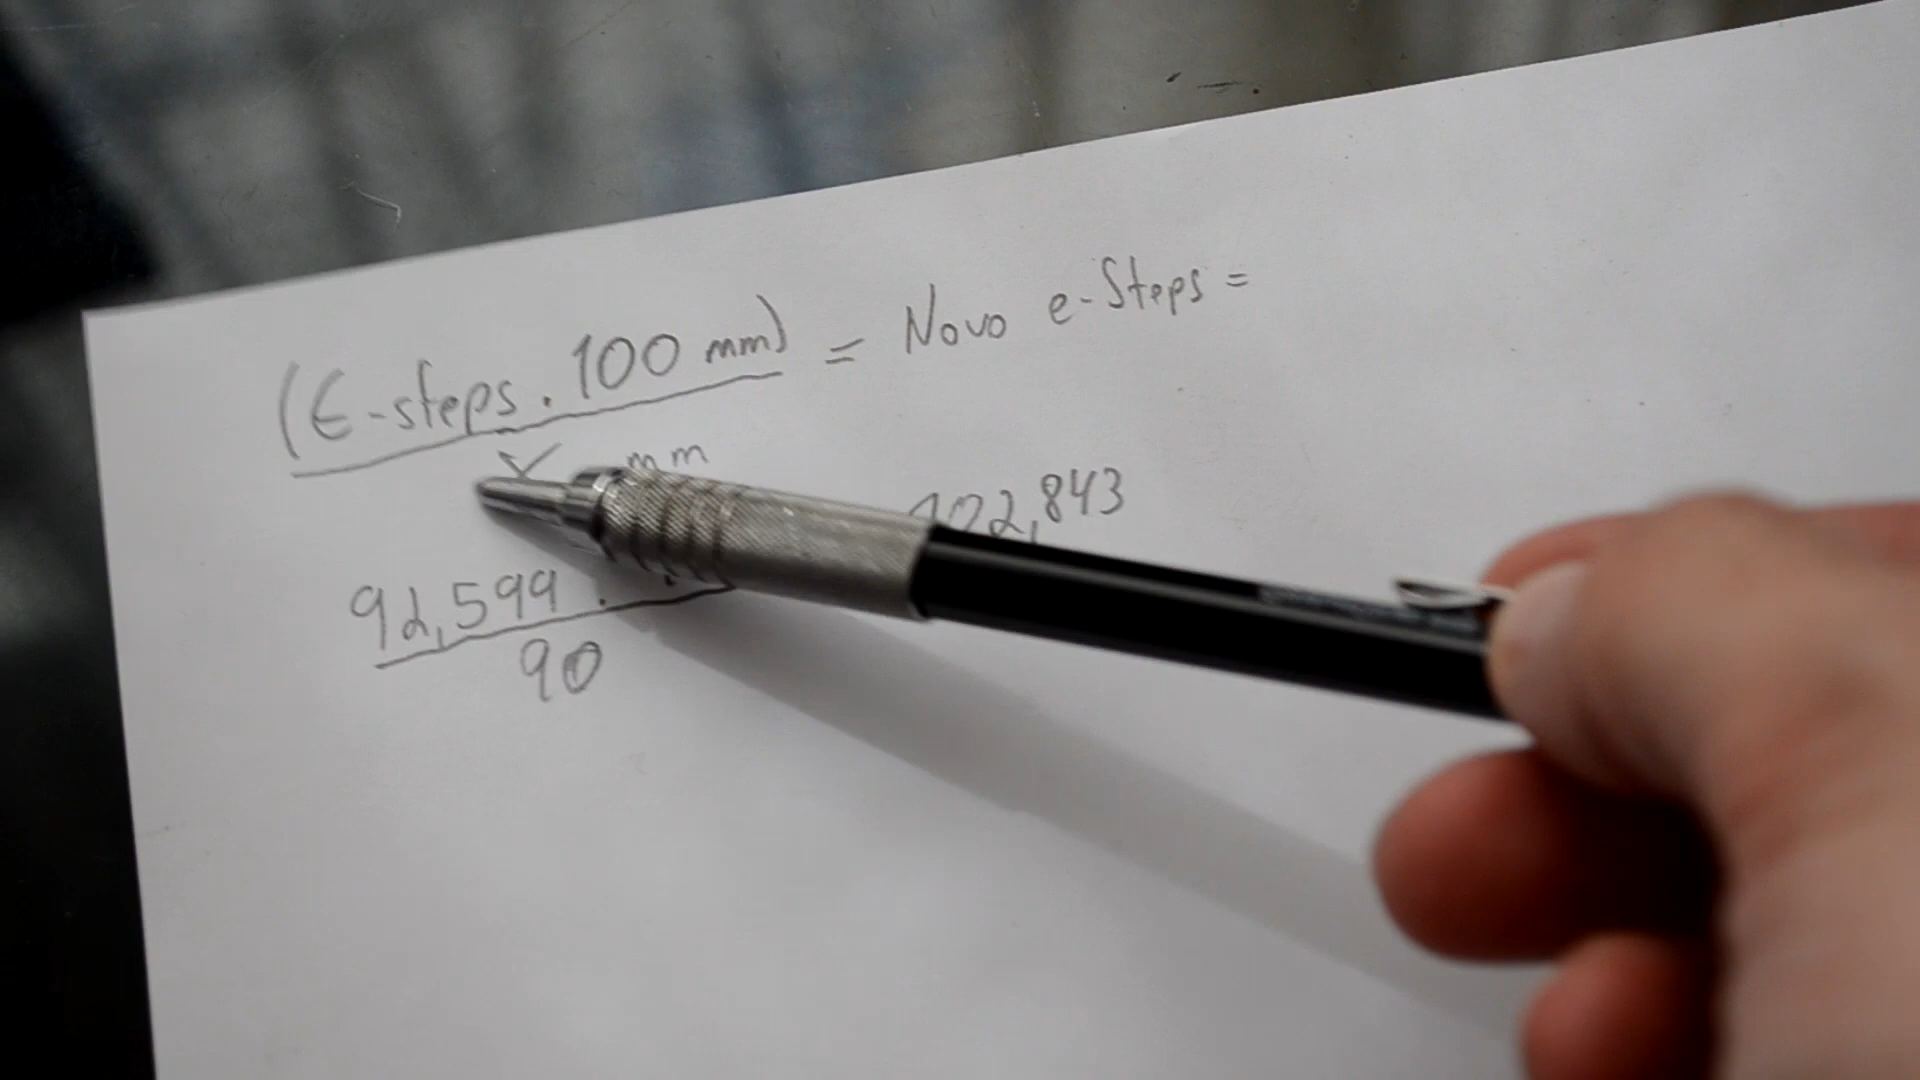 (E-steps . 100 mm) = Novo e-Steps =
X mm
92,599 .
90
102,843